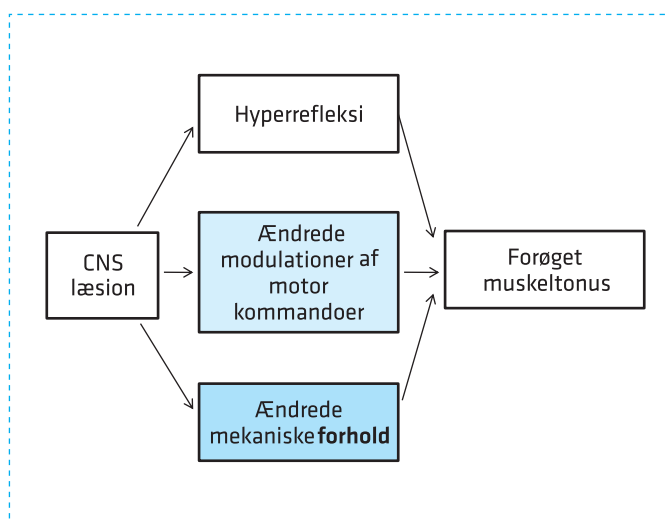 Hyperrefleksi
CNS
læsion
Ændrede
modulationer af
motor
kommandoer
Forøget
muskeltonus
Ændrede
mekaniske forhold